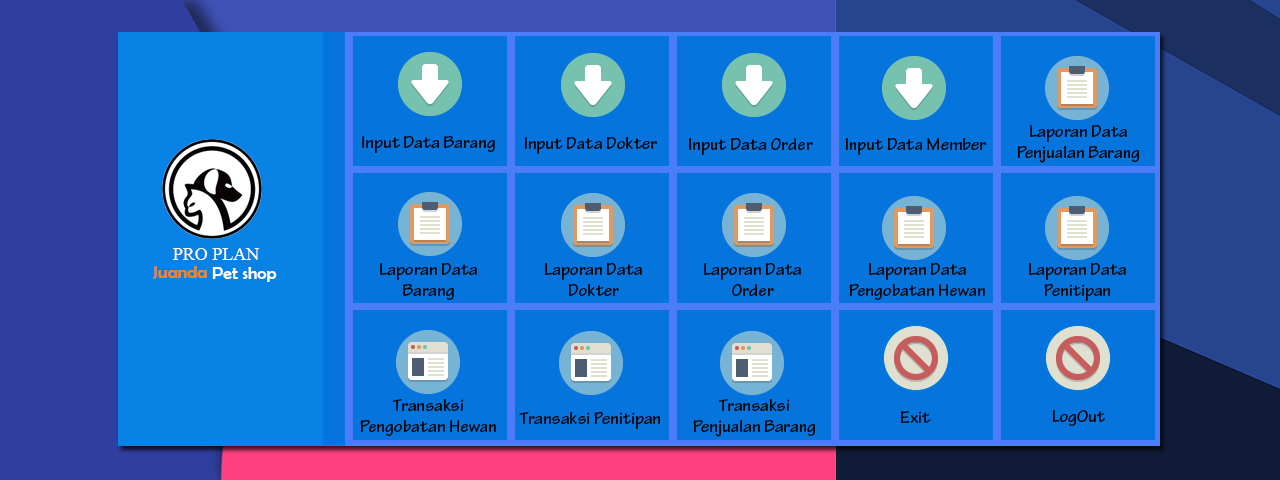 PRO PLAN
Juanda Pet shop
Input Data Barang
Input Data Dokter
Input Data Order
Input Data Member
Laporan Data
Penjualan Barang
Laporan Data
Barang
Laporan Data
Dokter
Laporan Data
Order
Laporan Data
Pengobatan Hewan
Laporan Data
Penitipan
Transaksi
Pengobatan Hewan
Transaksi Penitipan
Transaksi
Penjualan Barang
Exit
LogOut